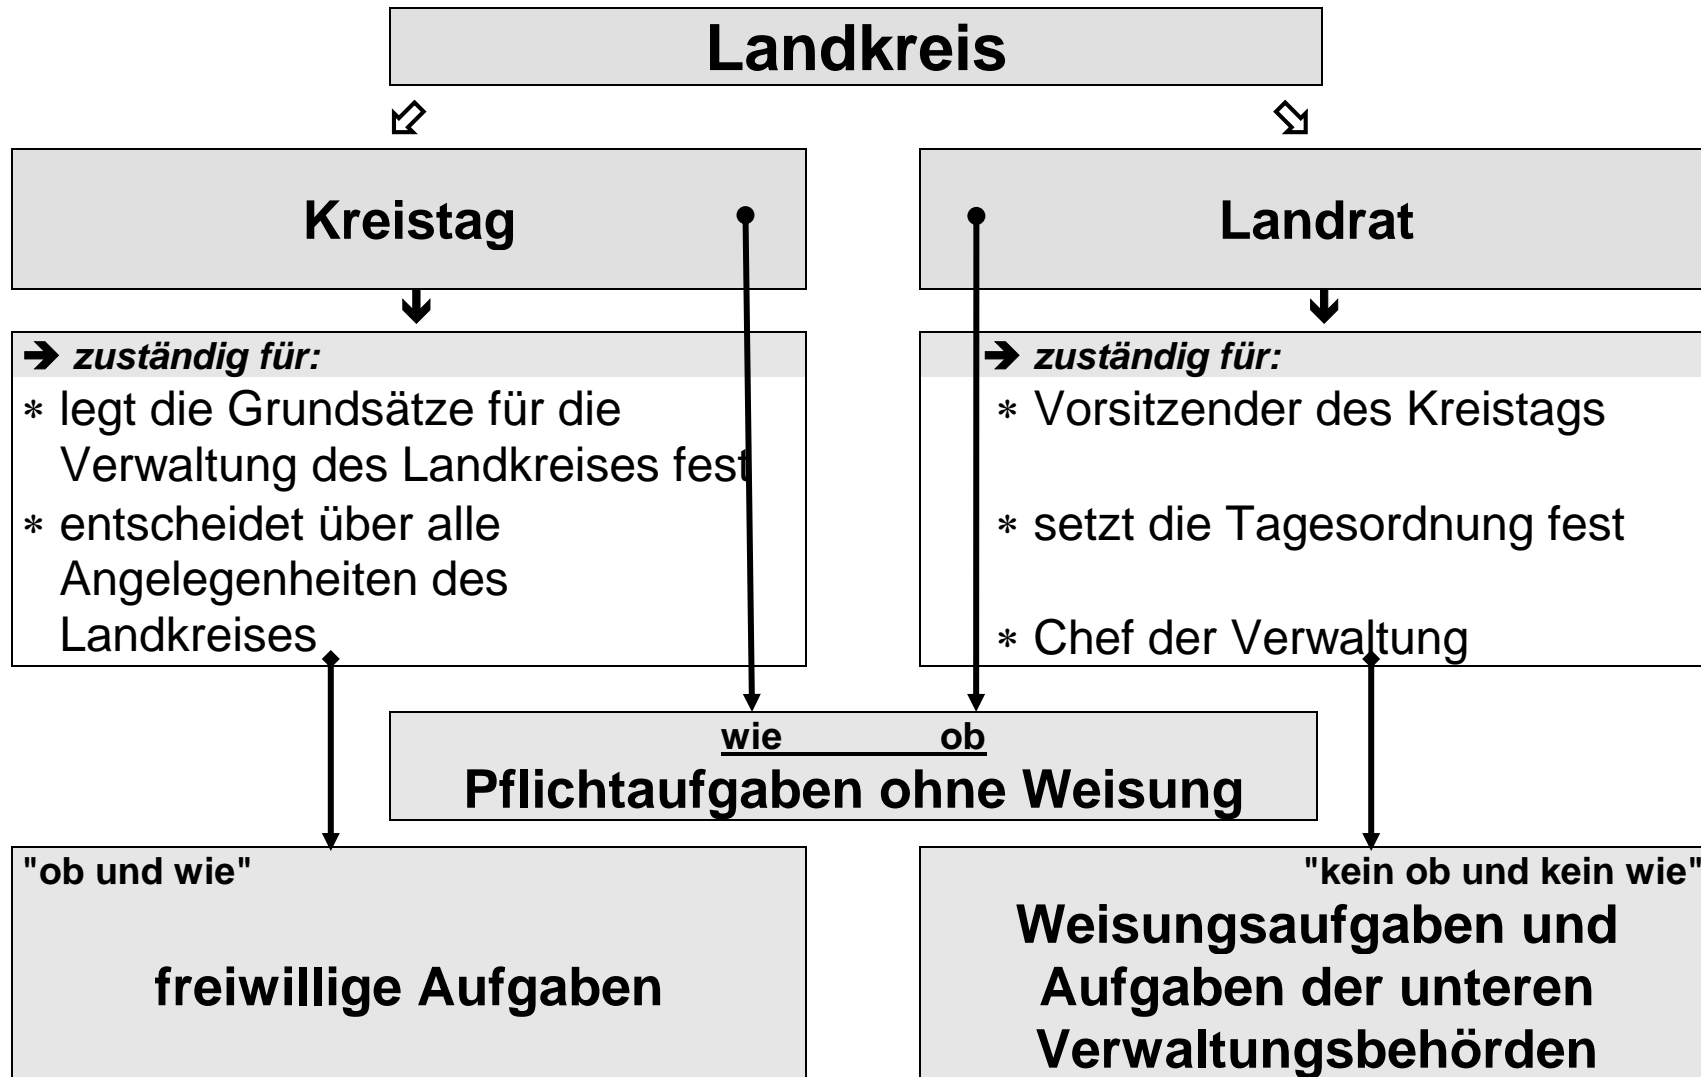 Landkreis
Kreistag
Landrat
➔ zuständig für:
∗ legt die Grundsätze für die
Verwaltung des Landkreises fest
∗ entscheidet über alle
Angelegenheiten des
Landkreises
➔ zuständig für:
∗ Vorsitzender des Kreistags
∗ setzt die Tagesordnung fest
∗ Chef der Verwaltung
wie ob
Pflichtaufgaben ohne Weisung
"ob und wie"
freiwillige Aufgaben
"kein ob und kein wie"
Weisungsaufgaben und
Aufgaben der unteren
Verwaltungsbehörden